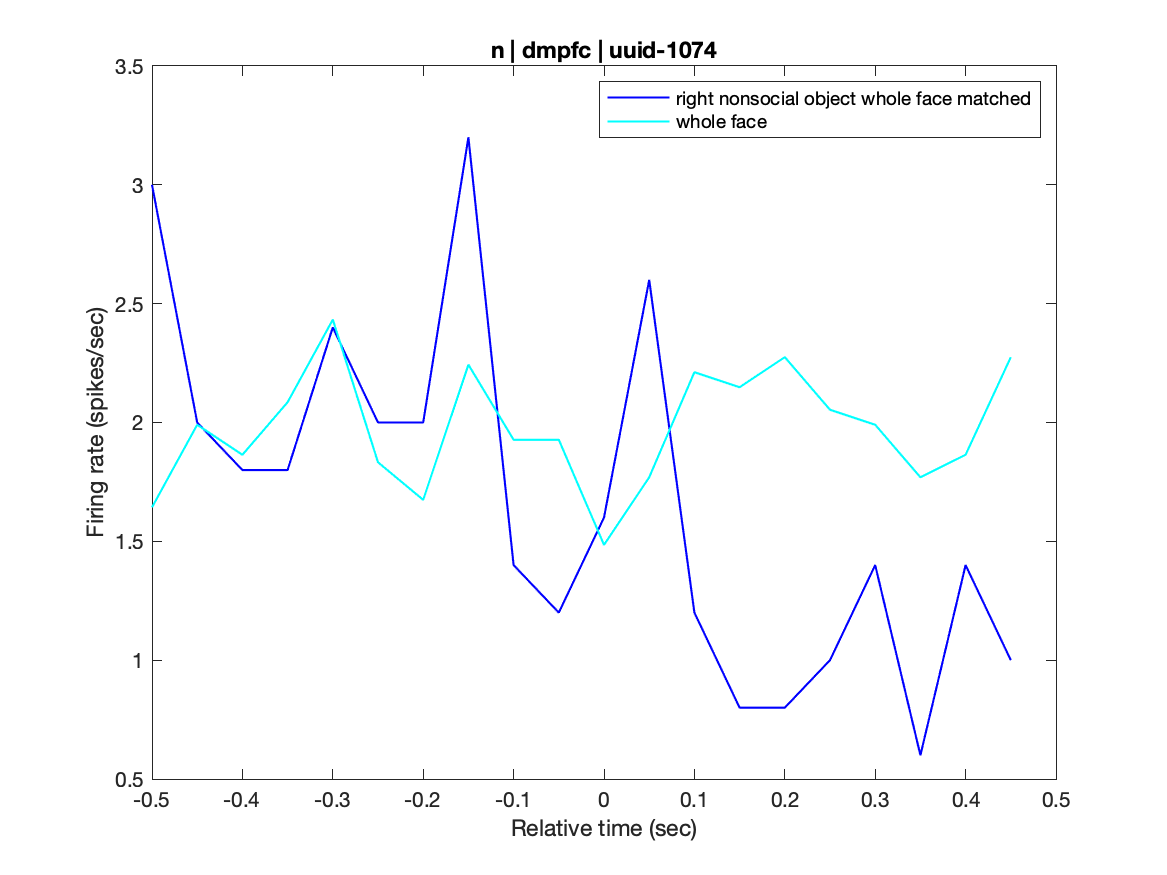 n | dmpfc | uuid-1074
3.5
3
2.5
2
1.5
1
0.5
Firing rate (spikes/sec)
right nonsocial object whole face matched
whole face
-0.5 -0.4 -0.3 -0.2 -0.1 0 0.1 0.2 0.3 0.4 0.5
Relative time (sec)